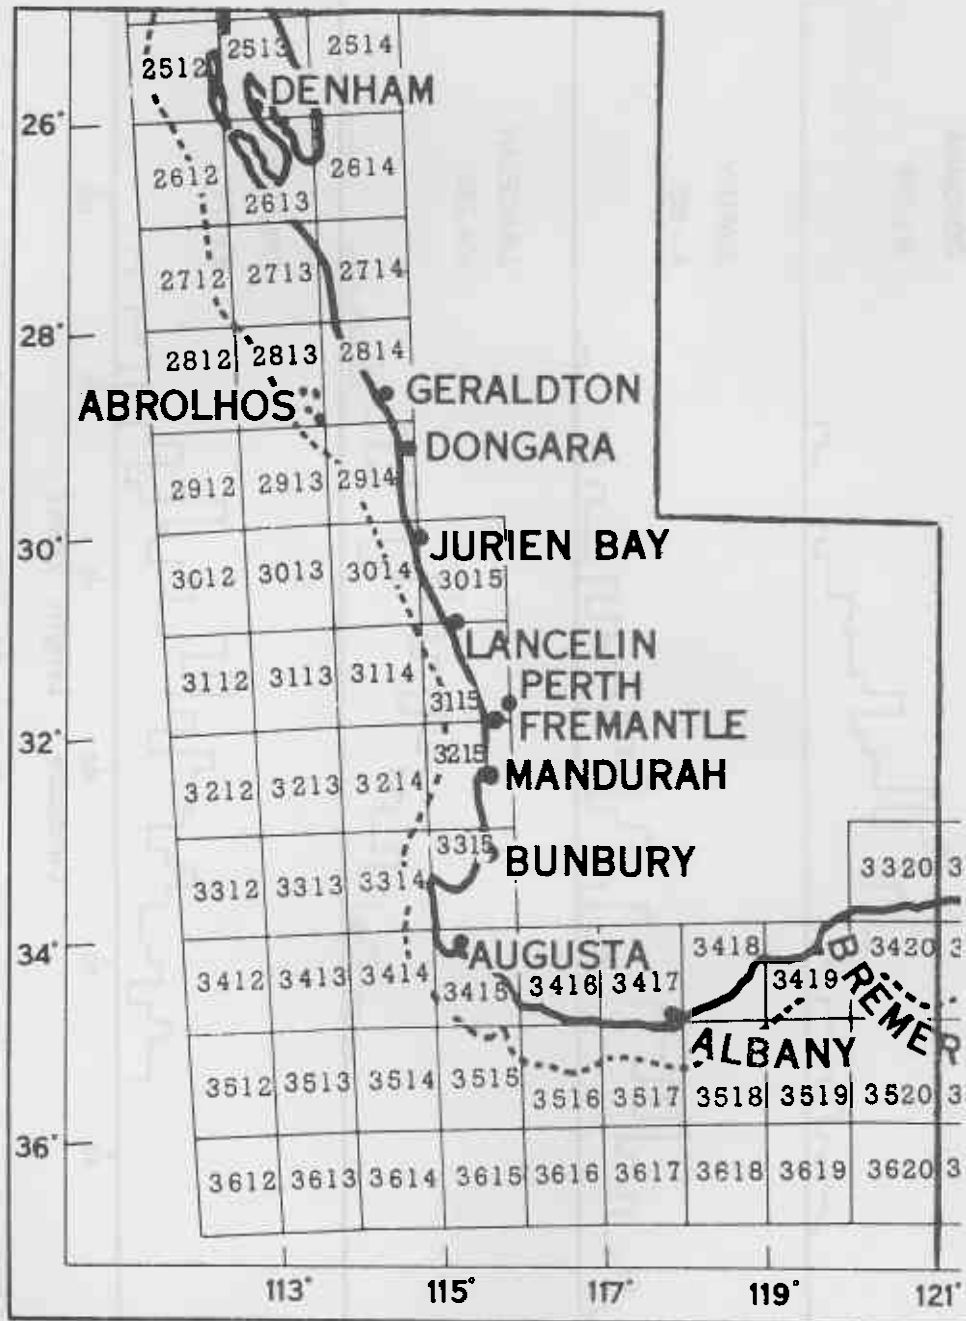 2513 2514
2512
DENHAM
26°
2612 2614
2613
2712 2713 2714
28°
2812 2813 2814
ABROLHOS GERALDTON
DONGARA
2912 2913 2914
30° JURIEN BAY
3012 3013 3014 3015
LANCELIN
3112 3113 3114 PERTH
3115 FREMANTLE
32°
3215
3212 3213 3214 MANDURAH
3315 BUNBURY
3312 3313 3314 3320 3
34° AUGUSTA 3418 BREMER 3420 3
3412 3413 3414 3415 3416 3417 3419
ALBANY
3512 3513 3514 3515 3516 3517 3518 3519 3520 3
36°
3612 3613 3614 3615 3616 3617 3618 3619 3620 3
113° 115° 117° 119° 121°